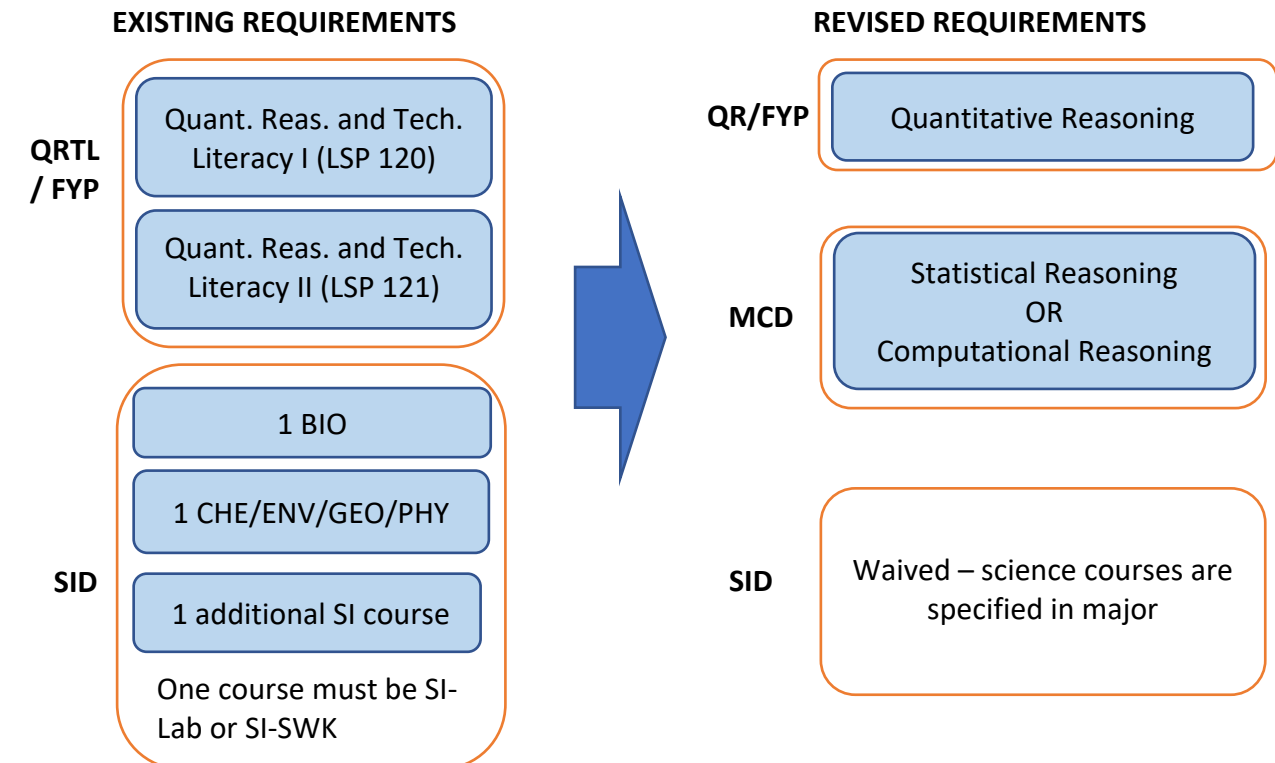 EXISTING REQUIREMENTS
QRTL
/ FYP
Quant. Reas. and Tech.
Literacy I (LSP 120)
Quant. Reas. and Tech.
Literacy II (LSP 121)
SID
1 BIO
1 CHE/ENV/GEO/PHY
1 additional SI course
One course must be SI-
Lab or SI-SWK
REVISED REQUIREMENTS
QR/FYP
Quantitative Reasoning
MCD
Statistical Reasoning
OR
Computational Reasoning
SID
Waived – science courses are
specified in major